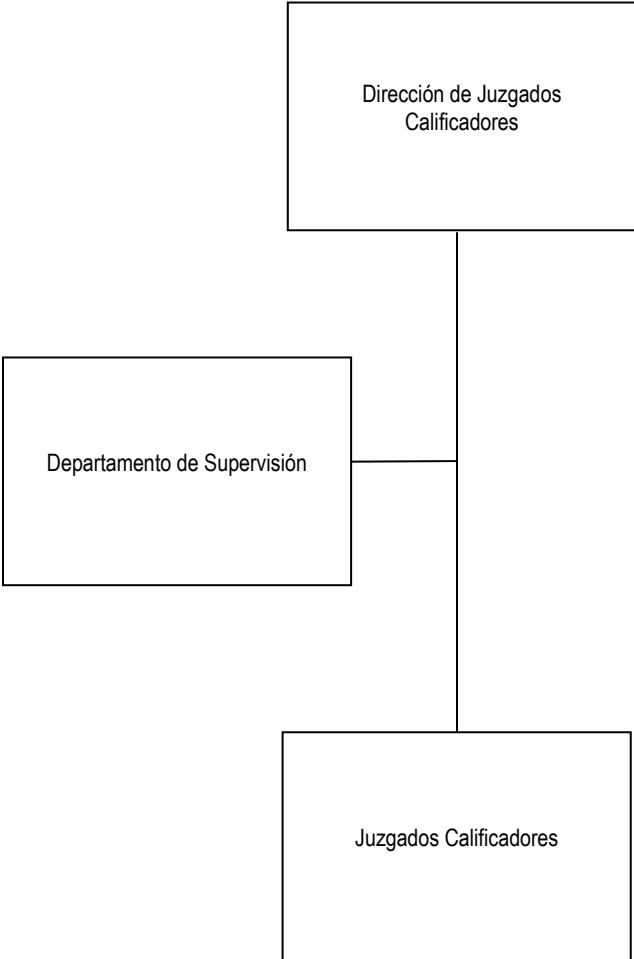 Dirección de Juzgados
Calificadores
Departamento de Supervisión
Juzgados Calificadores